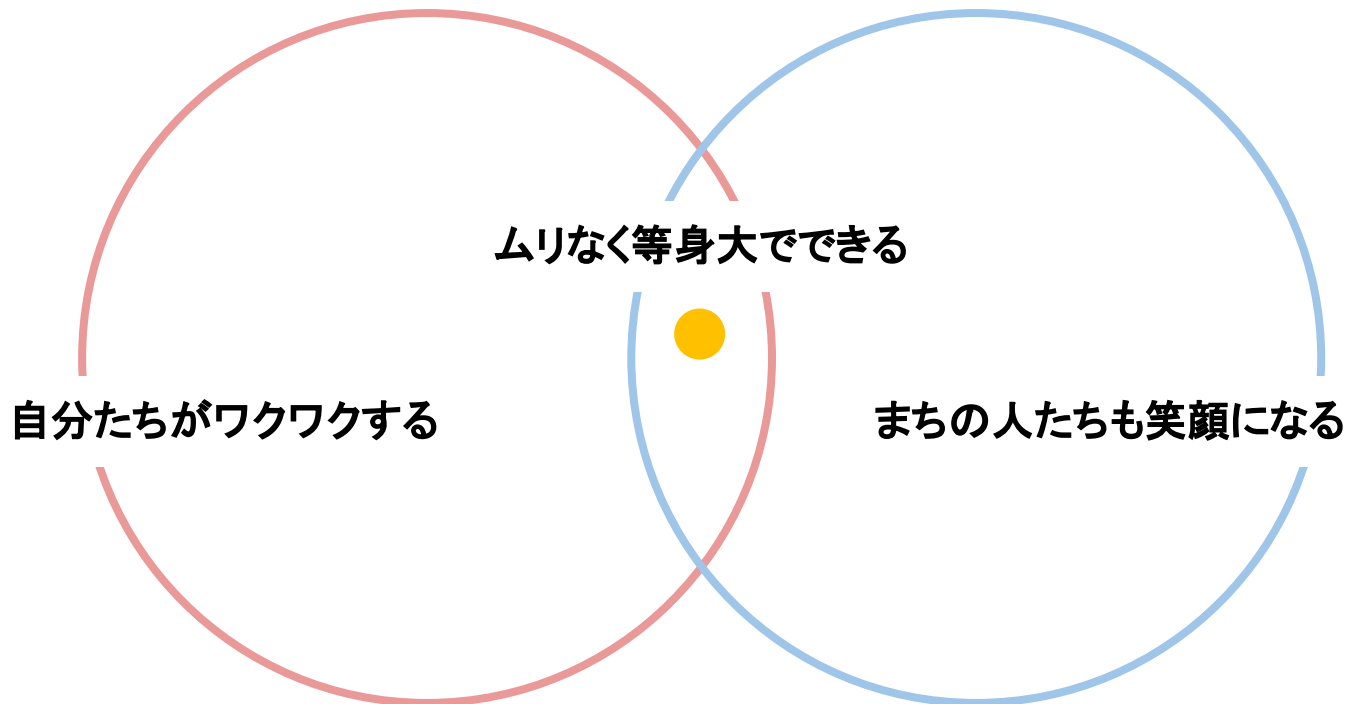 ムリなく等身大でできる
自分たちがワクワクする
まちの人たちも笑顔になる